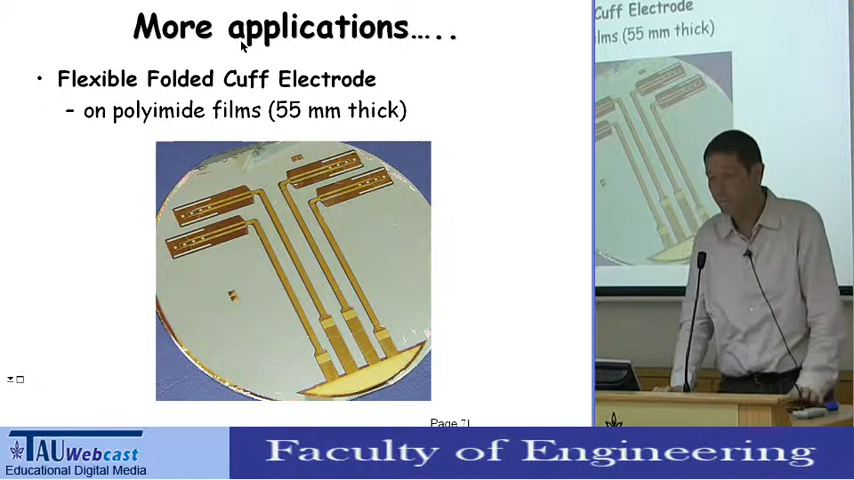 More applications…..
• Flexible Folded Cuff Electrode
– on polyimide films (55 mm thick)
Page 71
Cuff Electrode
ilms (55 mm thick)
TAU Webcast
Educational Digital Media
Faculty of Engineering